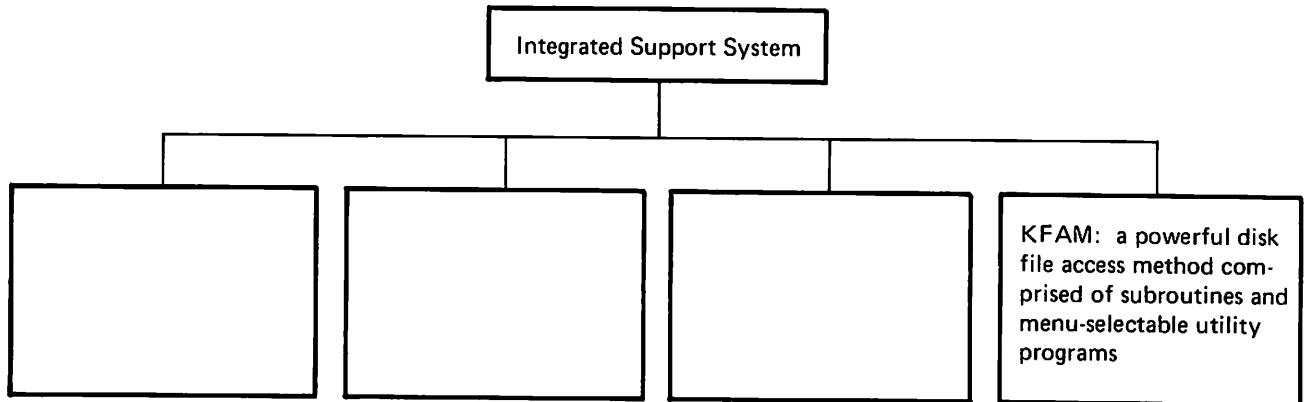 Integrated Support System
KFAM: a powerful disk
file access method com-
prised of subroutines and
menu-selectable utility
programs